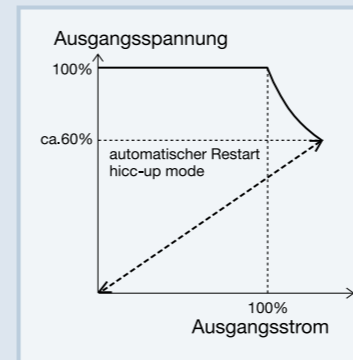 Ausgangsspannung
100%
ca.60%
automatischer Restart
hicc-up mode
100%
Ausgangsstrom